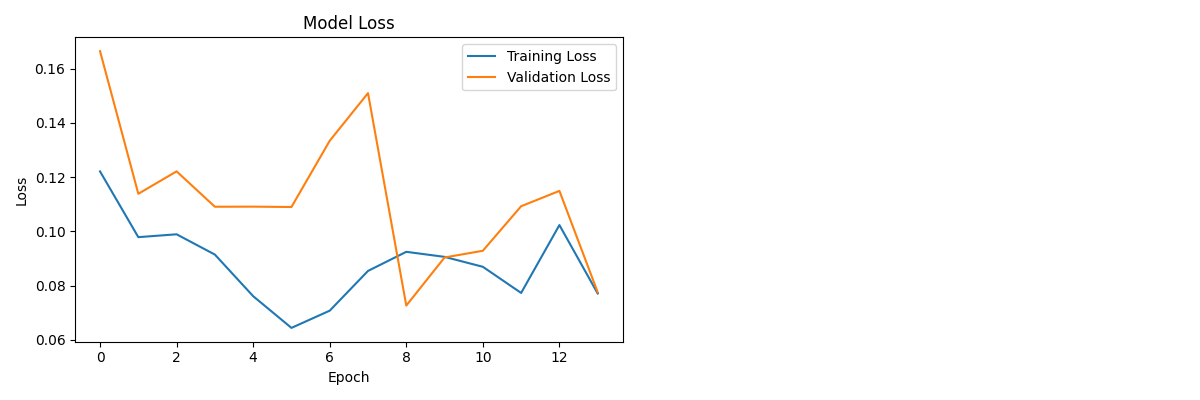 Model Loss
Training Loss
Validation Loss
0.16
0.14
0.12
0.10
0.08
0.06
Loss
0 2 4 6 8 10 12
Epoch